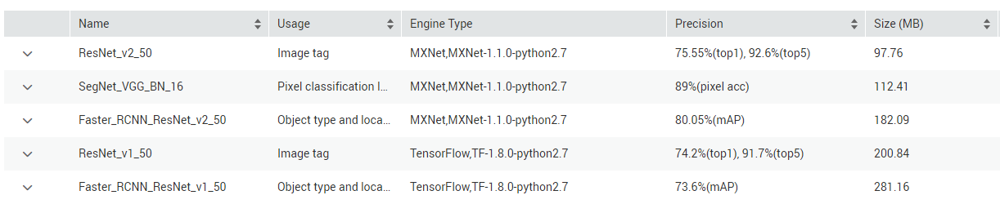 Name Usage Engine Type Precision Size (MB)
ResNet_v2_50 Image tag MXNet,MXNet-1.1.0-python2.7 75.55%(top1), 92.6%(top5) 97.76
SegNet_VGG_BN_16 Pixel classification I... MXNet,MXNet-1.1.0-python2.7 89%(pixel acc) 112.41
Faster_RCNN_ResNet_v2_50 Object type and loca... MXNet,MXNet-1.1.0-python2.7 80.05%(mAP) 182.09
ResNet_v1_50 Image tag TensorFlow,TF-1.8.0-python2.7 74.2%(top1), 91.7%(top5) 200.84
Faster_RCNN_ResNet_v1_50 Object type and loca... TensorFlow,TF-1.8.0-python2.7 73.6%(mAP) 281.16